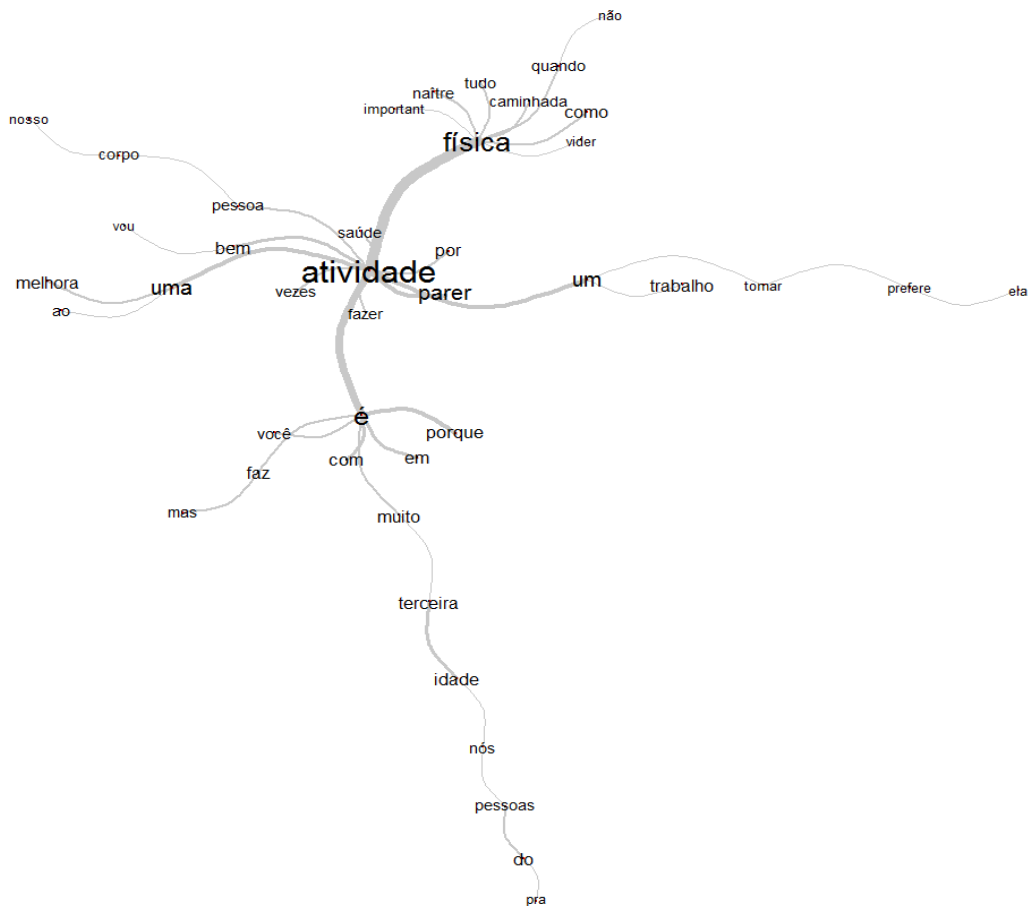 não
quando
tudo
naître
caminhada
important
como
nosso
física
vider
corpo
pessoa
vou
saúde
bem
por
atividade
melhora
uma
vezes
parer
um
trabalho
tomar
prefere
ela
ao
fazer
é
você
porque
com
em
faz
mas
muito
terceira
idade
nós
pessoas
do
pra